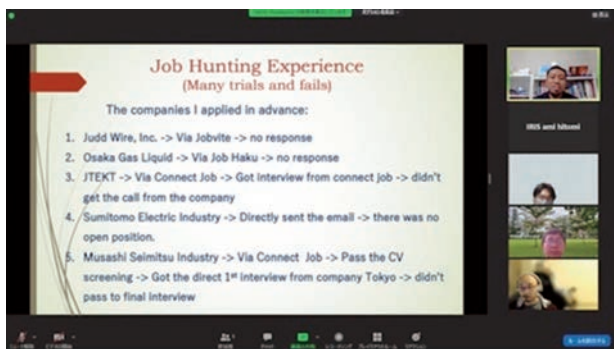 Job Hunting Experience
(Many trials and fails)
The companies I applied in advance:
1. Judd Wire, Inc. -> Via Jobvite -> no response
2. Osaka Gas Liquid -> Via Job Haku -> no response
3. JTEKT -> Via Connect Job -> Got interview from connect job -> didn't
get the call from the company
4. Sumitomo Electric Industry -> Directly sent the email -> there was no
open position.
5. Musashi Seimitsu Industry -> Via Connect Job -> Pass the CV
screening -> Got the direct 1st Interview from company Tokyo -> didn't
pass to final interview
IRIS ami hitomi